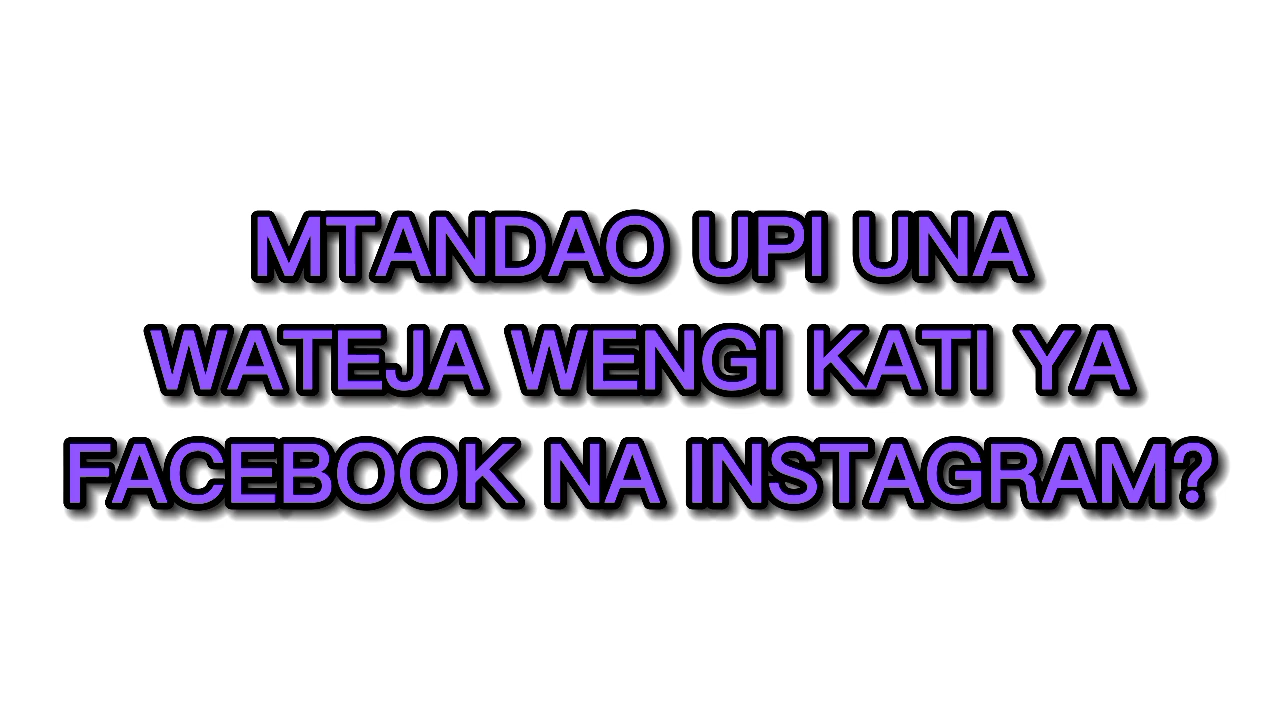 MTANDAO UPI UNA
WATEJA WENGI KATI YA
FACEBOOK NA INSTAGRAM?